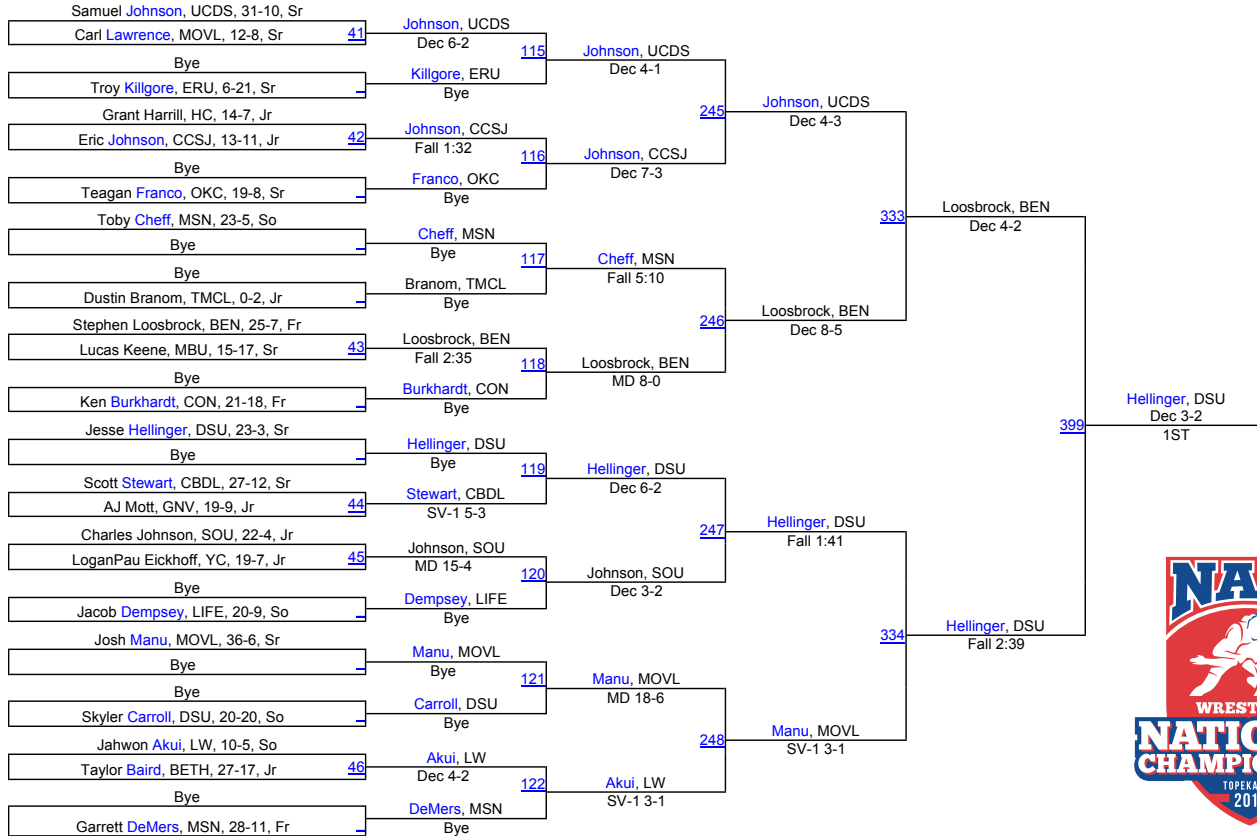 Samuel Johnson, UCDS, 31-10, Sr
Carl Lawrence, MOVL, 12-8, Sr
41
Bye
Troy Killgore, ERU, 6-21, Sr
Grant Harrill, HC, 14-7, Jr
Eric Johnson, CCSJ, 13-11, Jr
42
Bye
Teagan Franco, OKC, 19-8, Sr
Toby Cheff, MSN, 23-5, So
Bye
Bye
Dustin Branom, TMCL, 0-2, Jr
Stephen Loosbrock, BEN, 25-7, Fr
Lucas Keene, MBU, 15-17, Sr
43
Bye
Ken Burkhardt, CON, 21-18, Fr
Jesse Hellinger, DSU, 23-3, Sr
Bye
Scott Stewart, CBDL, 27-12, Sr
AJ Mott, GNV, 19-9, Jr
44
Charles Johnson, SOU, 22-4, Jr
LoganPau Eickhoff, YC, 19-7, Jr
45
Bye
Jacob Dempsey, LIFE, 20-9, So
Josh Manu, MOVL, 36-6, Sr
Bye
Bye
Skyler Carroll, DSU, 20-20, So
Jahwon Akui, LW, 10-5, So
Taylor Baird, BETH, 27-17, Jr
46
Bye
Garrett DeMers, MSN, 28-11, Fr
Johnson, UCDS
Dec 6-2
115
Killgore, ERU
Bye
Johnson, CCSJ
Fall 1:32
116
Franco, OKC
Bye
Cheff, MSN
Bye
117
Branom, TMCL
Bye
Loosbrock, BEN
Fall 2:35
118
Burkhardt, CON
Bye
Hellinger, DSU
Bye
119
Stewart, CBDL
SV-1 5-3
Johnson, SOU
MD 15-4
120
Dempsey, LIFE
Bye
Manu, MOVL
Bye
121
Carroll, DSU
Bye
Akui, LW
Dec 4-2
122
DeMers, MSN
Bye
Johnson, UCDS
Dec 4-1
245
Johnson, CCSJ
Dec 7-3
Cheff, MSN
Fall 5:10
246
Loosbrock, BEN
MD 8-0
Hellinger, DSU
Dec 6-2
247
Johnson, SOU
Dec 3-2
Manu, MOVL
MD 18-6
248
Akui, LW
SV-1 3-1
Johnson, UCDS
Dec 4-3
333
Loosbrock, BEN
Dec 8-5
Hellinger, DSU
Fall 1:41
334
Manu, MOVL
SV-1 3-1
Loosbrock, BEN
Dec 4-2
399
Hellinger, DSU
Fall 2:39
Hellinger, DSU
Dec 3-2
1ST